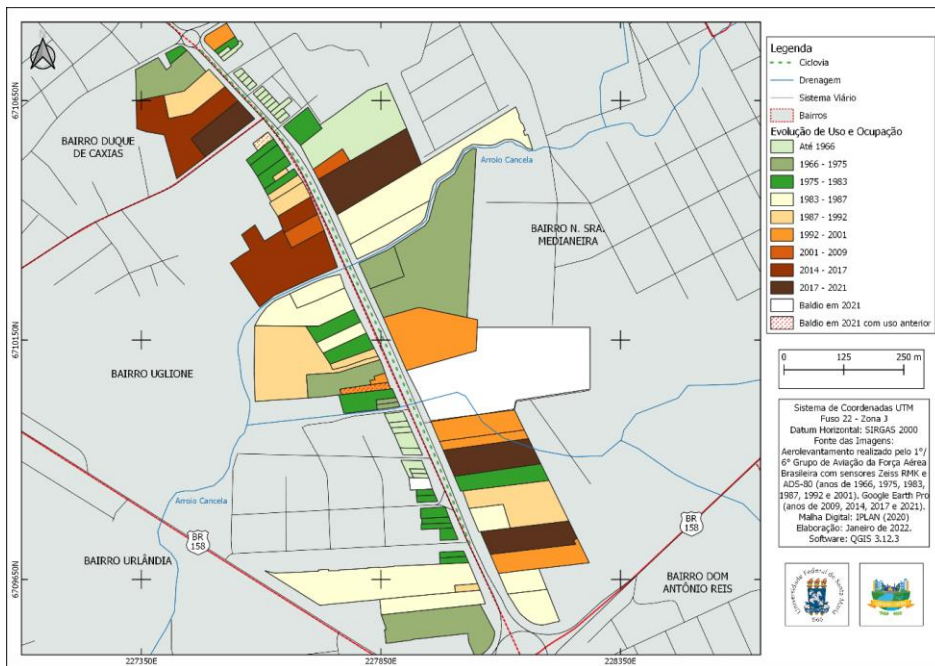 Legenda
Ciclovia
Drenagem
Sistema Viário
Bairros
Evolução de Uso e Ocupação
Até 1966
1966 - 1975
1975 - 1983
1983 - 1987
1987 - 1992
1992 - 2001
2001 - 2009
2014 - 2017
2017 - 2021
Baldio em 2021
Baldio em 2021 com uso anterior
0 125 250 m
Sistema de Coordenadas UTM
Fuso 22 - Zona J
Datum Horizontal: SIRGAS 2000
Fonte das Imagens:
Aerolevantamento realizado pelo 1°/
6° Grupo de Aviação da Força Aérea
Brasileira com sensores Zeiss RMK e
ADS-80 (anos de 1966, 1975, 1983,
1987, 1992 e 2001). Google Earth Pro
(anos de 2009, 2014, 2017 e 2021).
Malha Digital: IPLAN (2020)
Elaboração: Janeiro de 2022.
Software: QGIS 3.12.3
Universidade Federal de Santa Maria
1960
6710650N
6710150N
6709650N
BAIRRO DUQUE
DE CAXIAS
Arroio Cancela
BAIRRO N. SRA.
MEDIANEIRA
BAIRRO UGLIONE
Arroio Cancela
BR
158
BR
158
BAIRRO URLÂNDIA
BAIRRO DOM
ANTÔNIO REIS
227350E
227850E
228350E